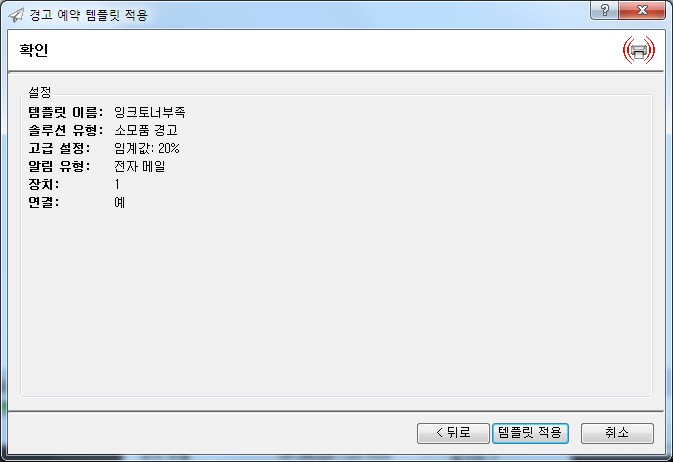 경고 예약 템플릿 적용
확인
설정
템플릿 이름: 잉크토너부족
솔루션 유형: 소모품 경고
고급 설정: 임계값: 20%
알림 유형: 전자 메일
장치: 1
연결: 예
< 뒤로 템플릿 적용 취소